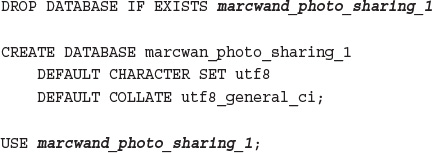 DROP DATABASE IF EXISTS marcwand_photo_sharing_1
CREATE DATABASE marcwan_photo_sharing_1
DEFAULT CHARACTER SET utf8
DEFAULT COLLATE utf8_general_ci;
USE marcwand_photo_sharing_1;